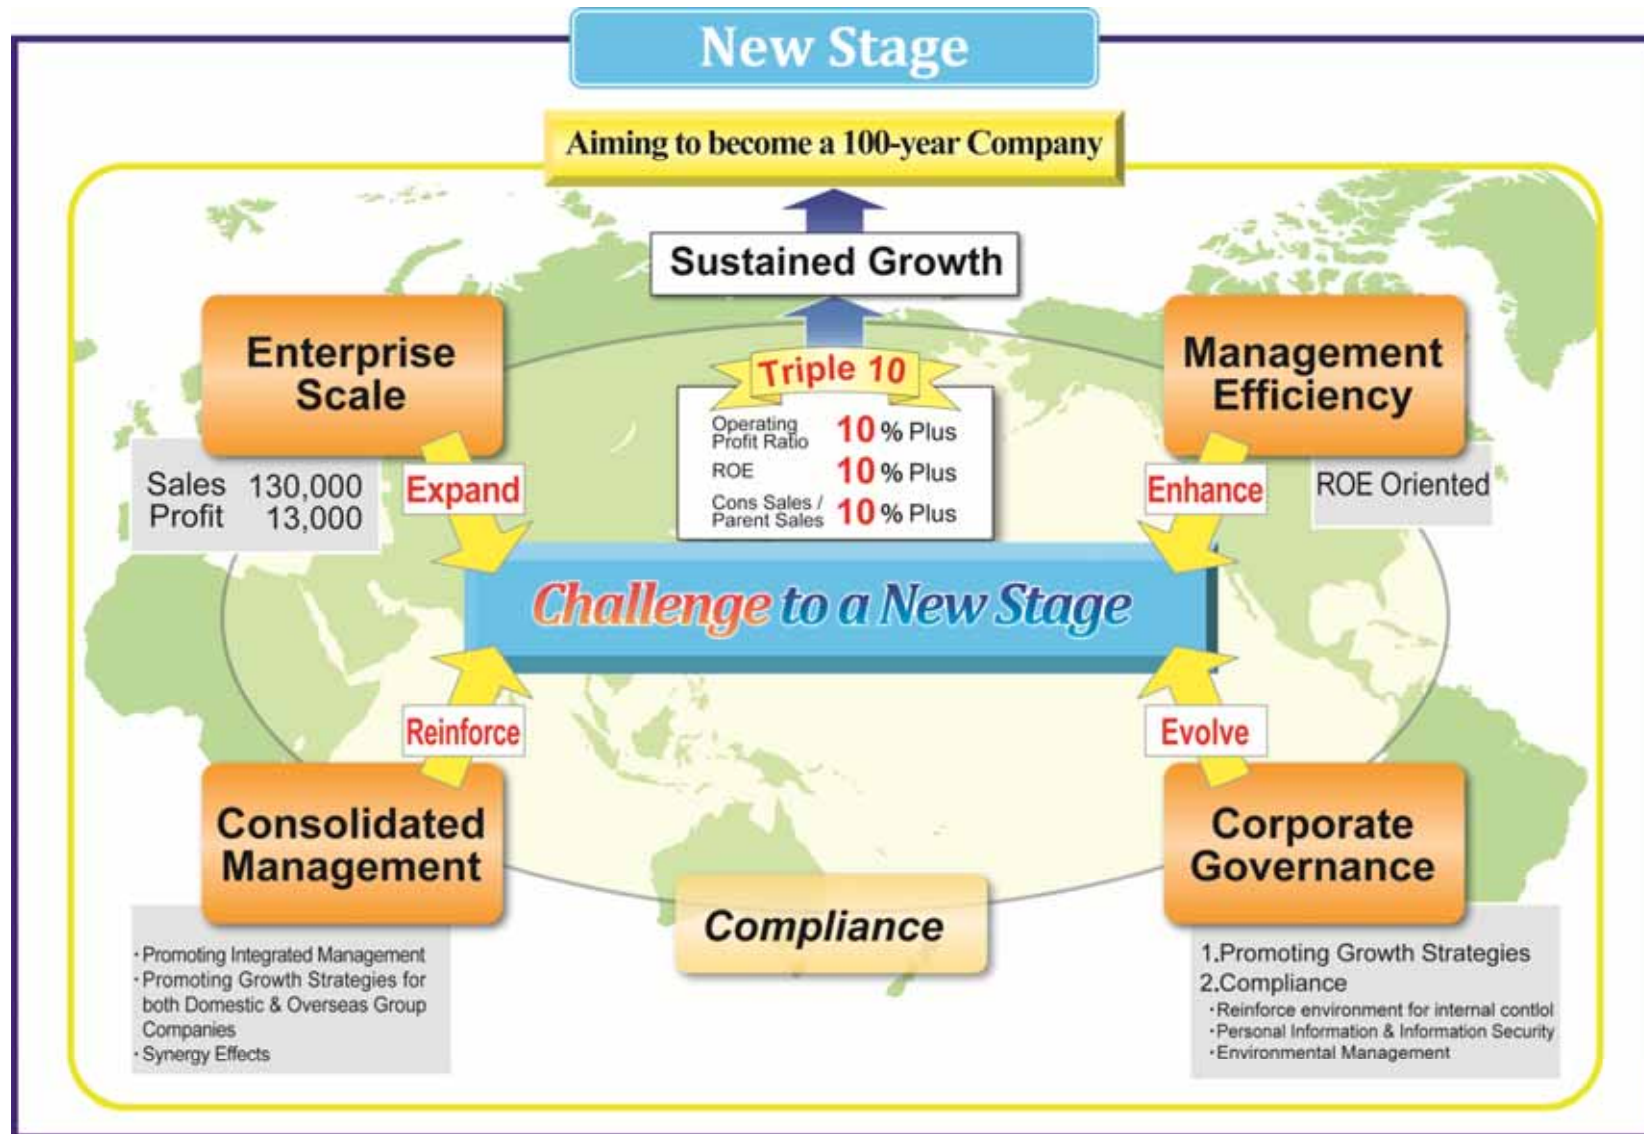 New Stage
Aiming to become a 100-year Company
Sustained Growth
Enterprise
Scale
Sales 130,000
Profit 13,000
Expand
Triple 10
Operating
Profit Ratio 10 % Plus
ROE 10 % Plus
Cons Sales /
Parent Sales 10 % Plus
Management
Efficiency
Enhance
ROE Oriented
Challenge to a New Stage
Reinforce
Consolidated
Management
・Promoting Integrated Management
・Promoting Growth Strategies for
both Domestic & Overseas Group
Companies
・Synergy Effects
Compliance
Evolve
Corporate
Governance
1.Promoting Growth Strategies
2.Compliance
・Reinforce environment for internal contlol
・Personal Information & Information Security
・Environmental Management